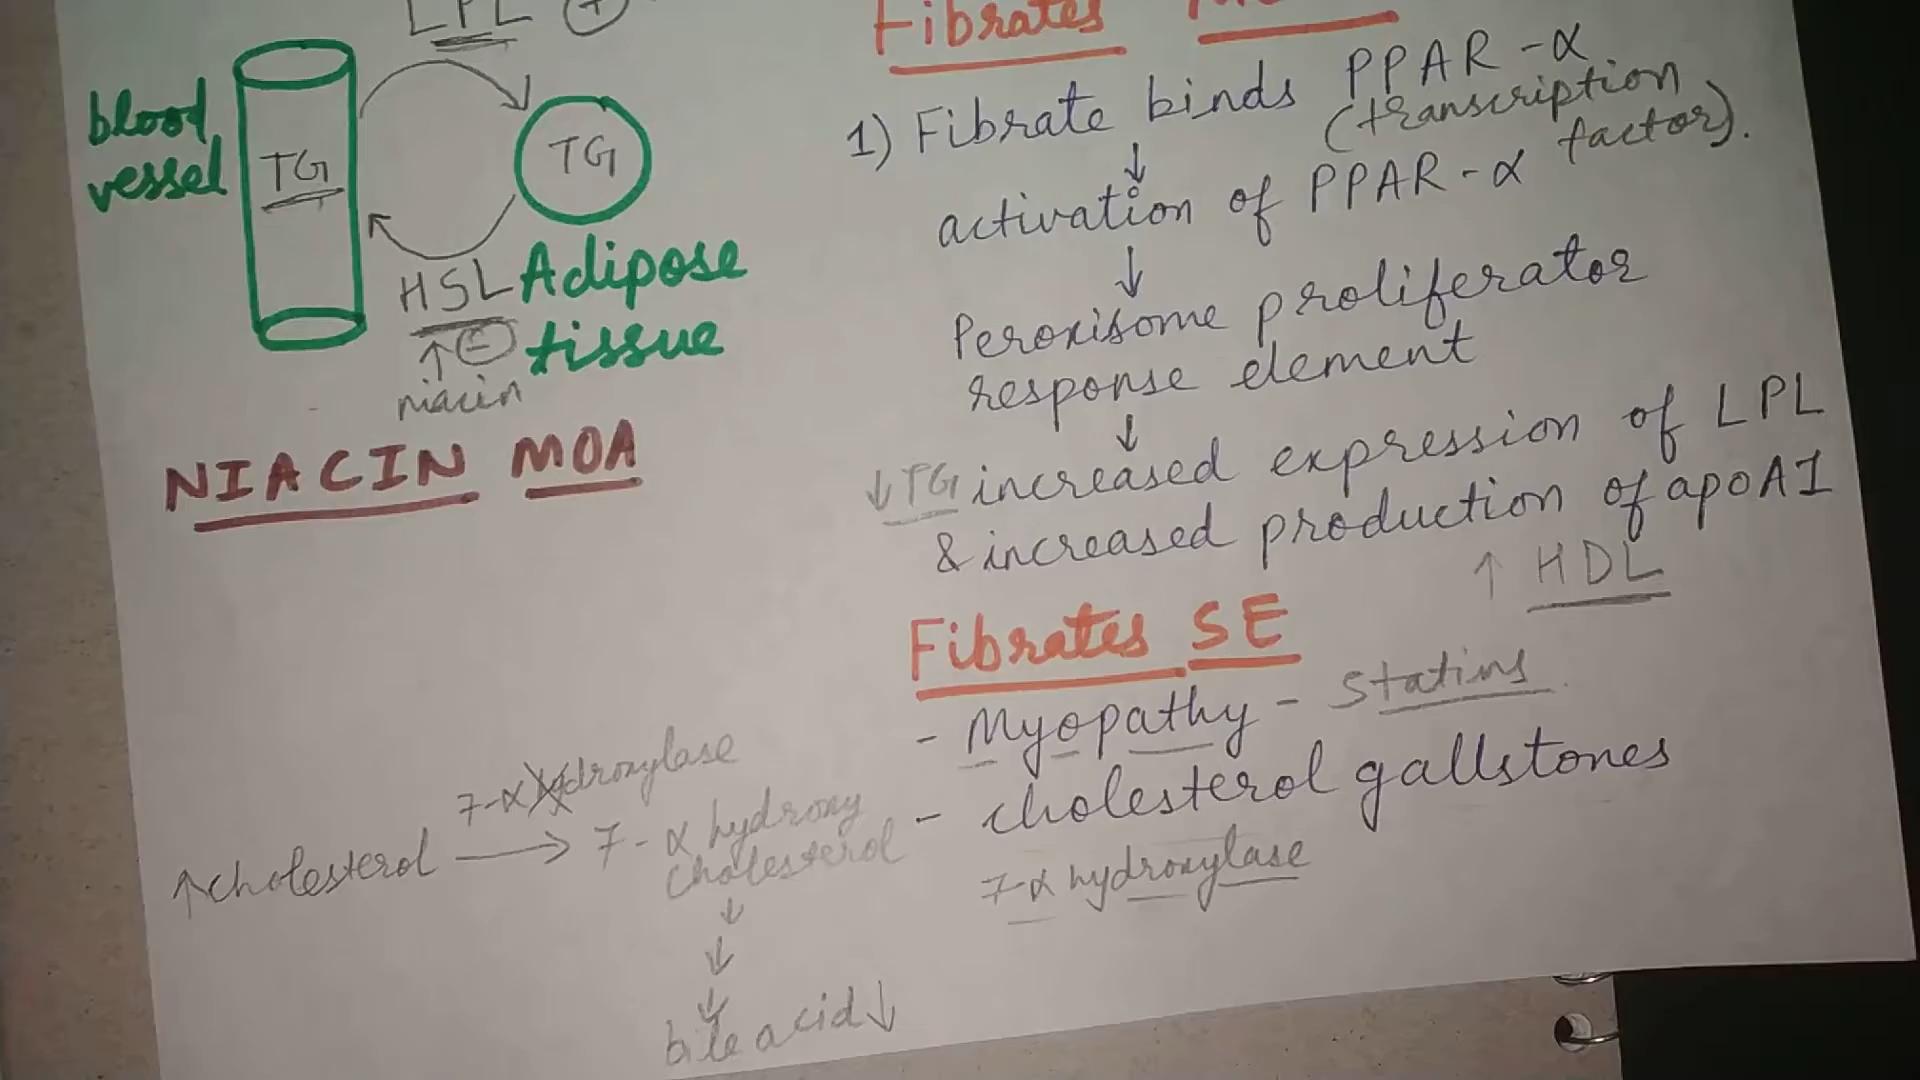 LPL +
blood
vessel
TG
TG
HSL
Adipose
tissue
↑ -
niacin
NIACIN MOA
Fibrates
1) Fibrate binds PPAR-α
(transcription
factor).
↓
activation of PPAR-α
↓
Peroxisome proliferator
response element
↓
↓TG increased expression of LPL
& increased production of apoA1
↑ HDL
Fibrates SE
- Myopathy - statins
- cholesterol gallstones
7-α hydroxylase
7-α hydroxylase
↑cholesterol → 7-α hydroxy
cholesterol
↓
↓
↓
bile acid↓